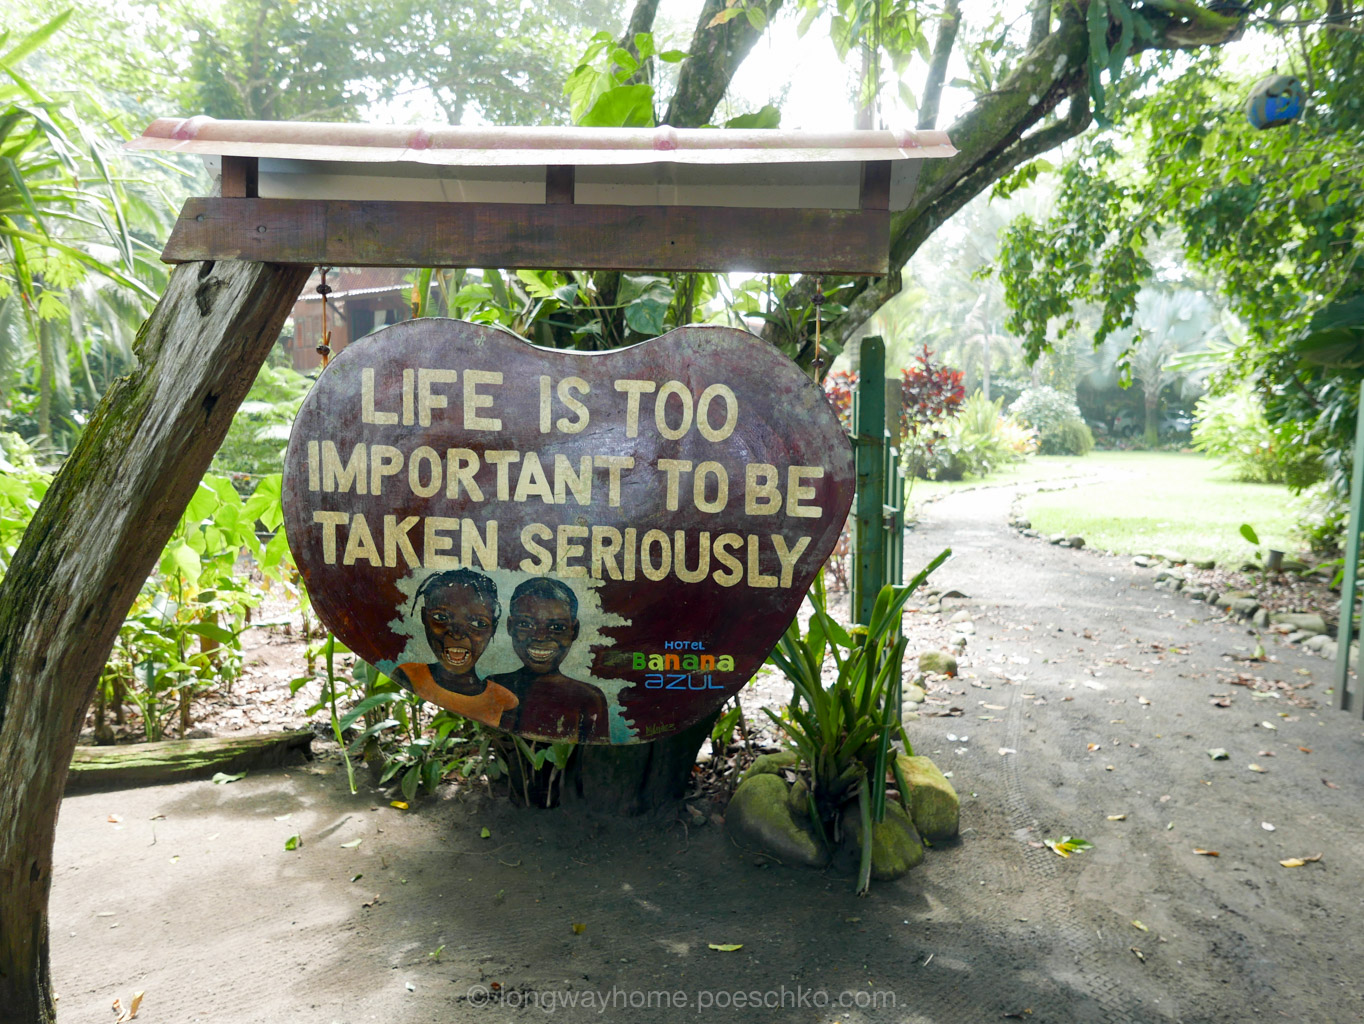 LIFE IS TOO
IMPORTANT TO BE
TAKEN SERIOUSLY
HOTEL
Banana
AZUL
©longwayhome.poeschko.com